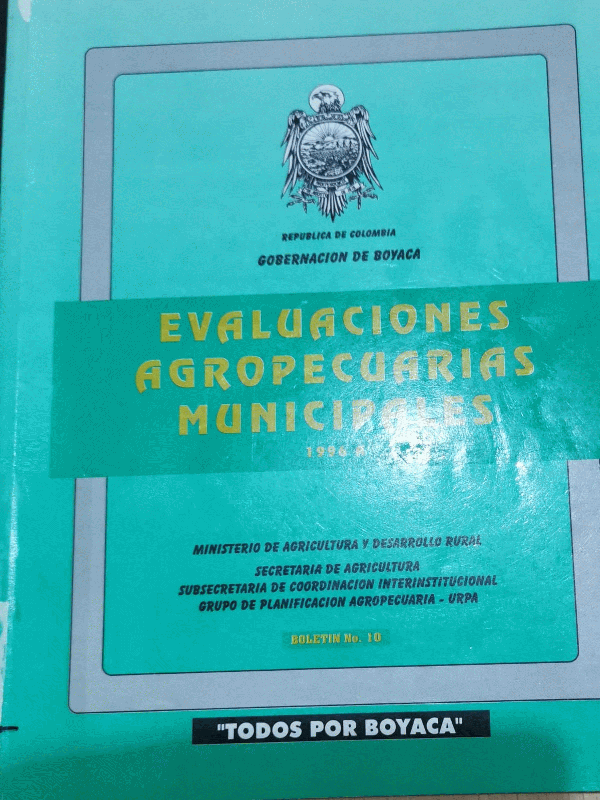 REPUBLICA DE COLOMBIA
GOBERNACION DE BOYACA
EVALUACIONES
AGROPECUARIAS
MUNICIPALES
1996
MINISTERIO DE AGRICULTURA Y DESARROLLO RURAL
SECRETARIA DE AGRICULTURA
SUBSECRETARIA DE COORDINACION INTERINSTITUCIONAL
GRUPO DE PLANIFICACION AGROPECUARIA - URPA
BOLETIN No. 10
"TODOS POR BOYACA"